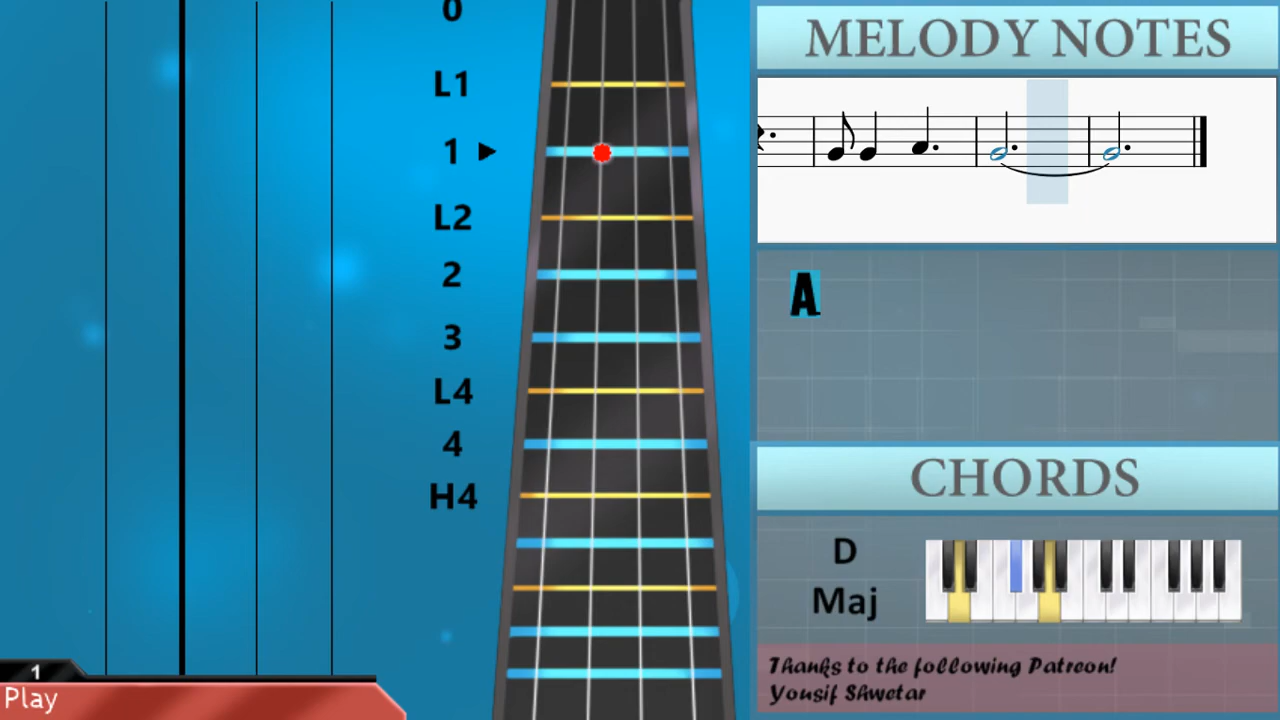 0
L1
1
L2
2
3
L4
4
H4
1
Play
MELODY NOTES
A
CHORDS
D
Maj
Thanks to the following Patreon!
Yousif Shwetar